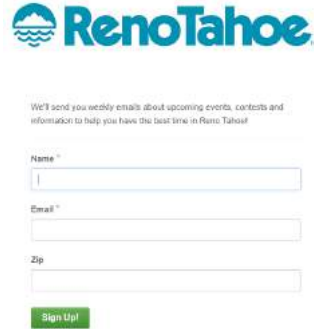 RenoTahoe
We'll send you weekly emails about upcoming events, contests and
information to help you have the best time in Reno Tahoe!
Name *
Email *
Zip
Sign Up!